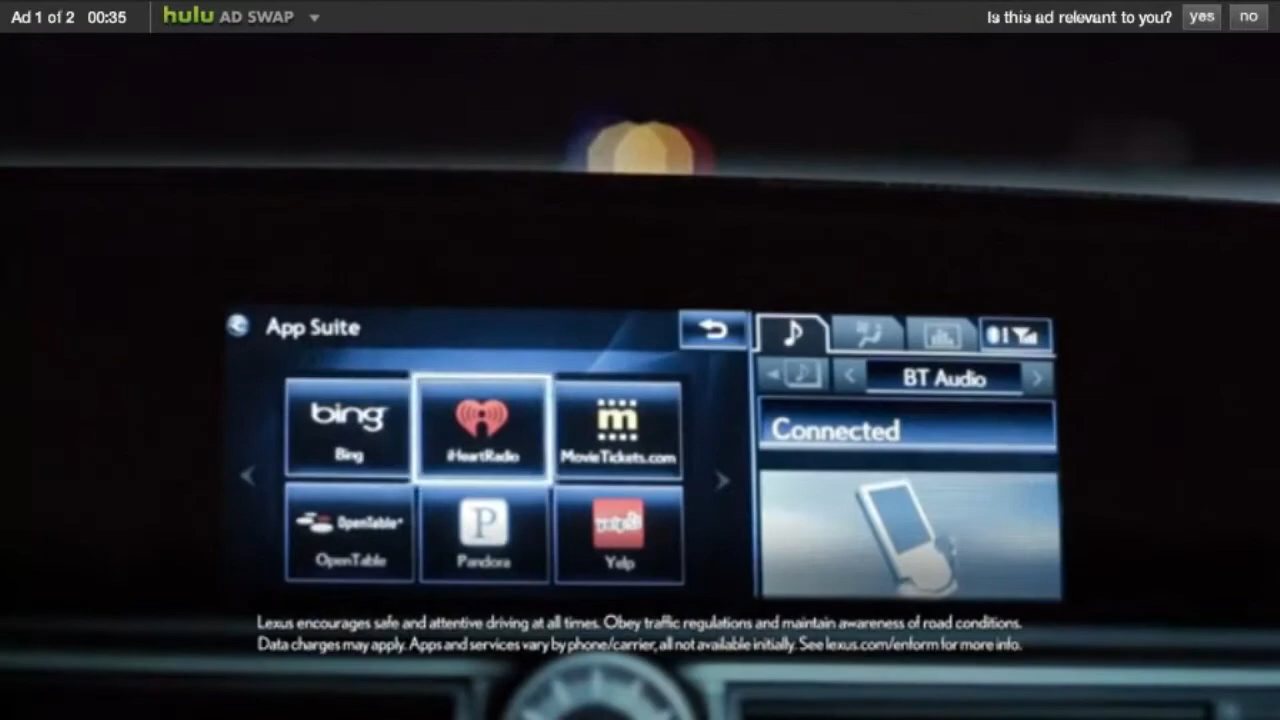 Ad 1 of 2 00:35 hulu AD SWAP Is this ad relevant to you? yes no
App Suite
BT Audio
Connected
bing
Bing
iHeartRadio
m
MovieTickets.com
OpenTable
OpenTable
P
Pandora
yelp
Yelp
Lexus encourages safe and attentive driving at all times. Obey traffic regulations and maintain awareness of road conditions.
Data charges may apply. Apps and services vary by phone/carrier, all not available initially. See lexus.com/enform for more info.